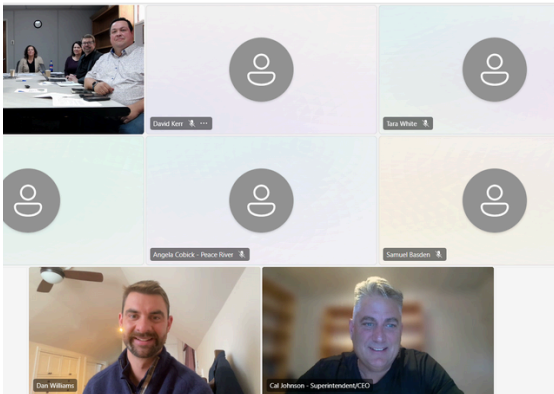 David Kerr
Tara White
Angela Cobick - Peace River
Samuel Basden
Dan Williams
Cal Johnson - Superintendent/CEO